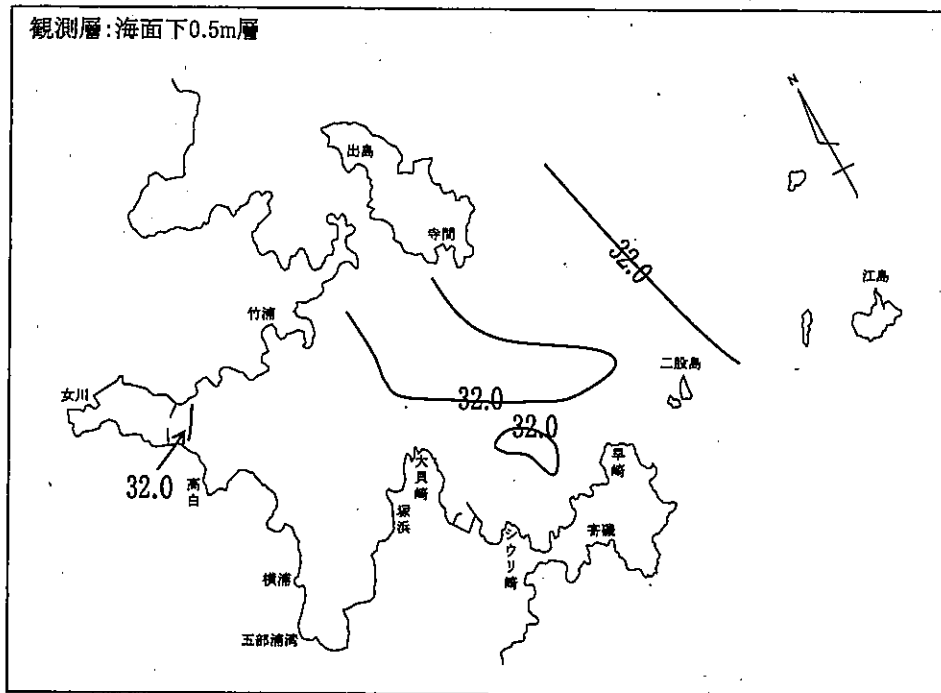 観測層:海面下0.5m層
N
出島
寺間
32.0
江島
竹浦
二股島
女川
32.0
32.0
32.0
高白
大貝崎
塚浜
早崎
寄磯
シウリ崎
横浦
五部浦湾